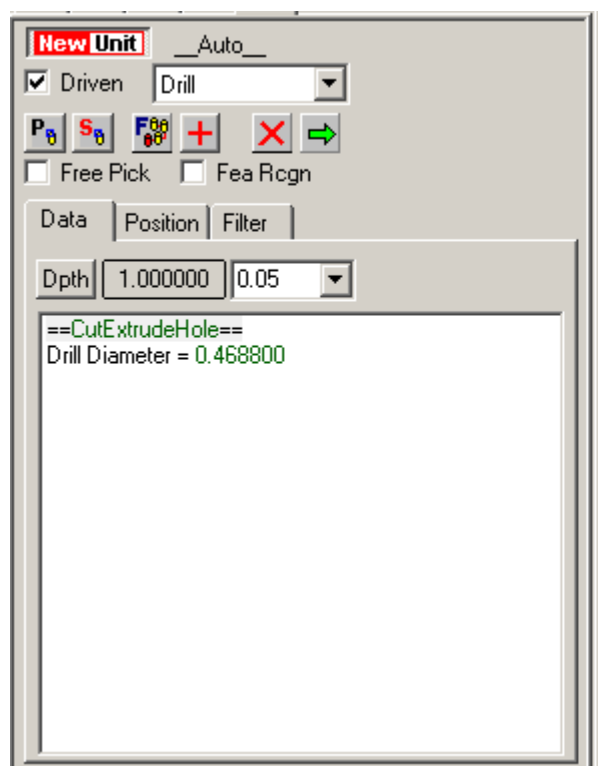 New Unit __Auto__
Driven Drill
P S F
Free Pick Fea Rcgn
Data Position Filter
Dpth 1.000000 0.05
==CutExtrudeHole==
Drill Diameter = 0.468800